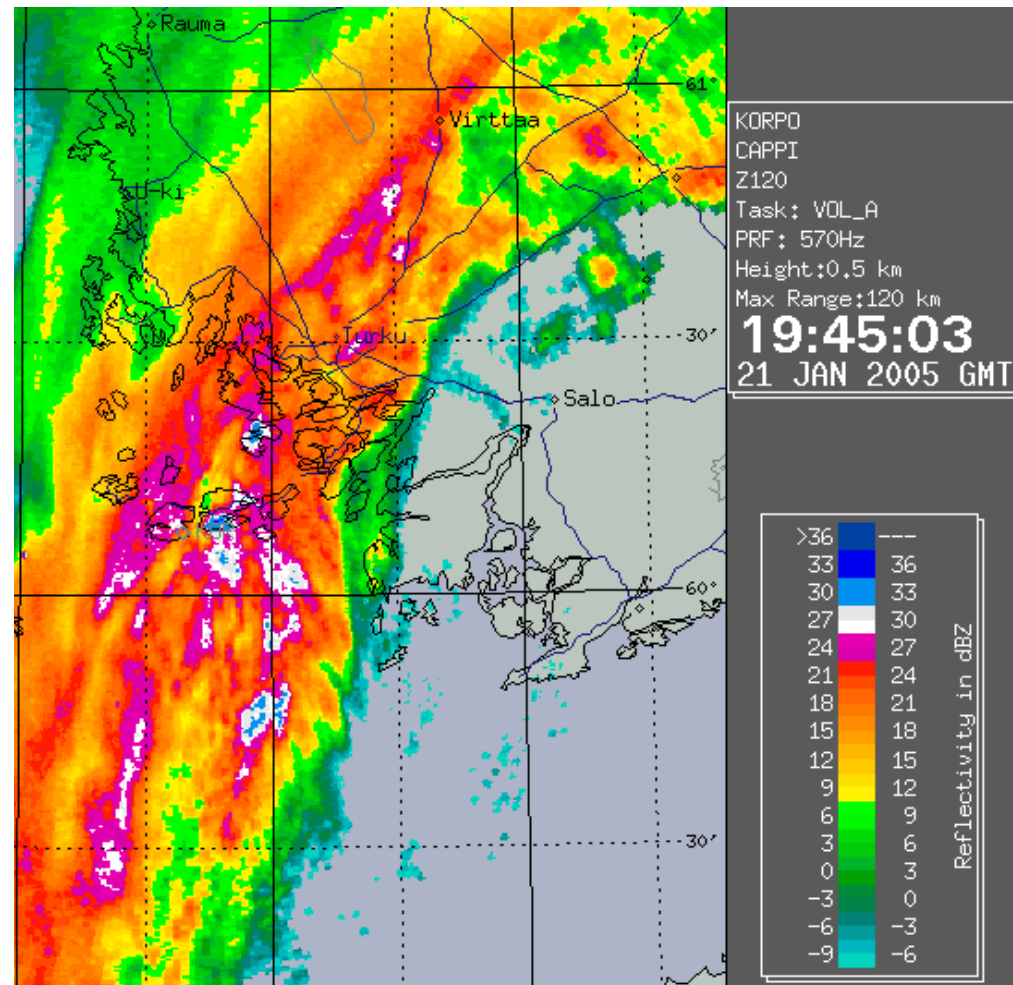 Rauma
61°
Virttaa
U-ki
Turku
30'
Salo
60°
30'
KORPO
CAPPI
Z120
Task: VOL_A
PRF: 570Hz
Height:0.5 km
Max Range:120 km
19:45:03
21 JAN 2005 GMT
>36 ---
33 36
30 33
27 30
24 27
21 24
18 21
15 18
12 15
9 12
6 9
3 6
0 3
-3 0
-6 -3
-9 -6
Reflectivity in dBZ